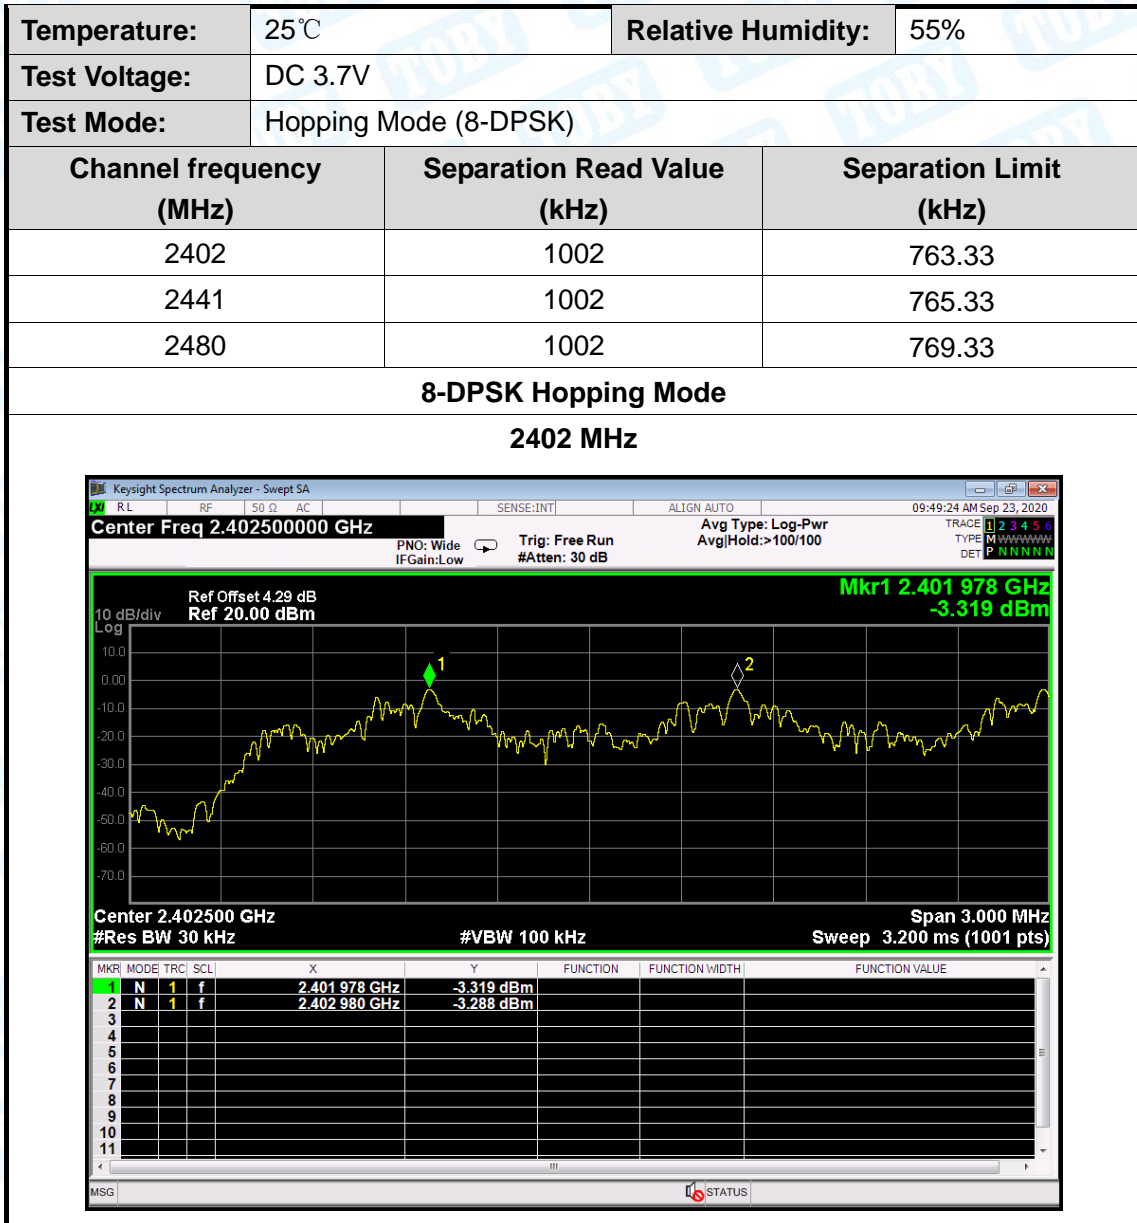 Temperature: 25℃ Relative Humidity: 55%
Test Voltage: DC 3.7V
Test Mode: Hopping Mode (8-DPSK)
Channel frequency (MHz) Separation Read Value (kHz) Separation Limit (kHz)
2402 1002 763.33
2441 1002 765.33
2480 1002 769.33
8-DPSK Hopping Mode
2402 MHz
Keysight Spectrum Analyzer - Swept SA
LXI RL RF 50 Ω AC SENSE:INT ALIGN AUTO 09:49:24 AM Sep 23, 2020
Center Freq 2.402500000 GHz Avg Type: Log-Pwr TRACE 1 2 3 4 5 6
PNO: Wide Trig: Free Run Avg|Hold:>100/100 TYPE M WWWWW
IFGain:Low #Atten: 30 dB DET P N N N N N
Mkr1 2.401 978 GHz
Ref Offset 4.29 dB
10 dB/div Ref 20.00 dBm -3.319 dBm
Log
10.0
0.00
-10.0
-20.0
-30.0
-40.0
-50.0
-60.0
-70.0
1
2
Center 2.402500 GHz Span 3.000 MHz
#Res BW 30 kHz #VBW 100 kHz Sweep 3.200 ms (1001 pts)
MKR MODE TRC SCL X Y FUNCTION FUNCTION WIDTH FUNCTION VALUE
1 N 1 f 2.401 978 GHz -3.319 dBm
2 N 1 f 2.402 980 GHz -3.288 dBm
3
4
5
6
7
8
9
10
11
MSG STATUS
TOBY